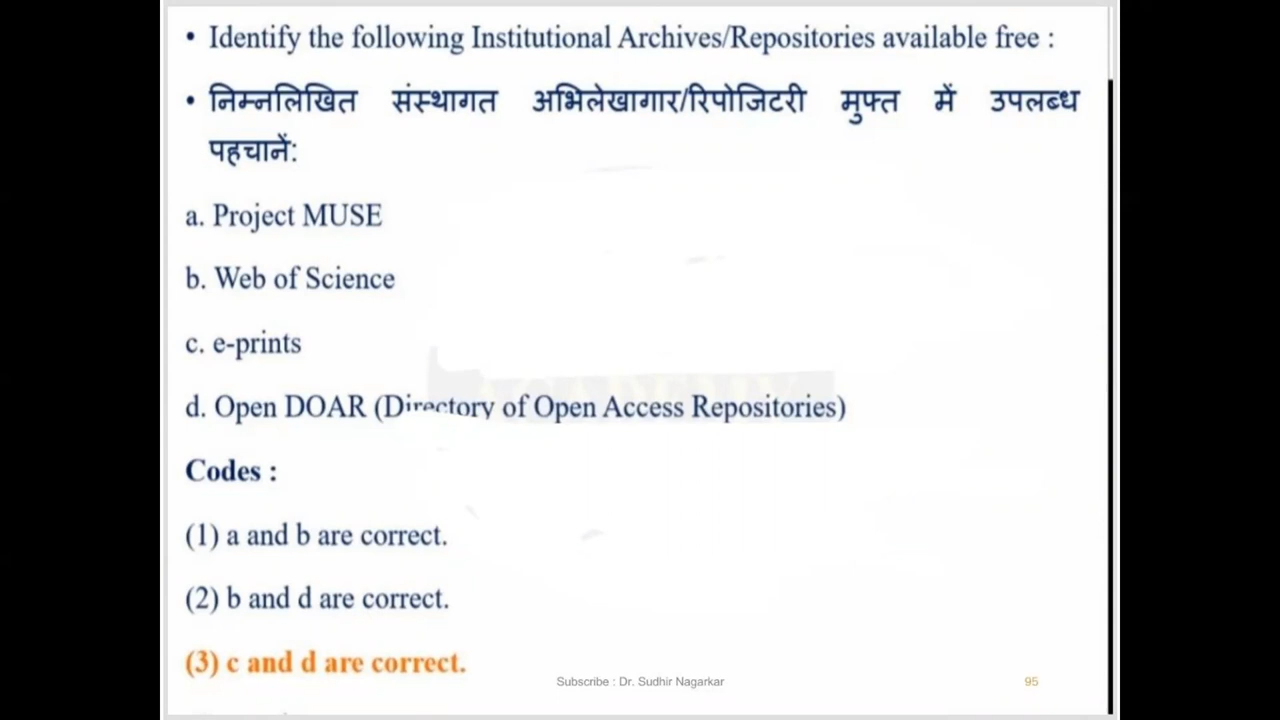 • Identify the following Institutional Archives/Repositories available free :
• निम्नलिखित संस्थागत अभिलेखागार/रिपोजिटरी मुफ्त में उपलब्ध
पहचानें:
a. Project MUSE
b. Web of Science
c. e-prints
d. Open DOAR (Directory of Open Access Repositories)
Codes :
(1) a and b are correct.
(2) b and d are correct.
(3) c and d are correct.
Subscribe : Dr. Sudhir Nagarkar
95